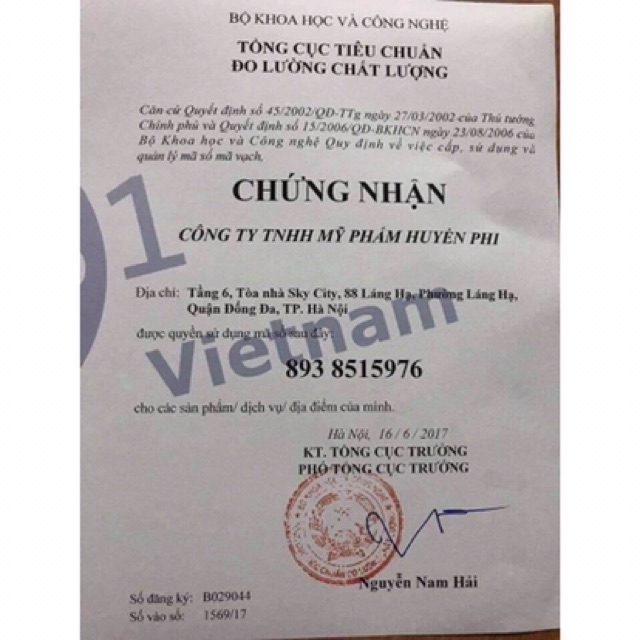 BỘ KHOA HỌC VÀ CÔNG NGHỆ
TỔNG CỤC TIÊU CHUẨN
ĐO LƯỜNG CHẤT LƯỢNG
Căn cứ Quyết định số 45/2002/QĐ-TTg ngày 27/03/2002 của Thủ tướng
Chính phủ và Quyết định số 15/2006/QĐ-BKHCN ngày 23/08/2006 của
Bộ Khoa học và Công nghệ Quy định về việc cấp, sử dụng và
quản lý mã số mã vạch,
CHỨNG NHẬN
CÔNG TY TNHH MỸ PHẨM HUYỀN PHI
Địa chỉ: Tầng 6, Tòa nhà Sky City, 88 Láng Hạ, Phường Láng Hạ,
Quận Đống Đa, TP. Hà Nội
được quyền sử dụng mã số sau đây:
893 8515976
cho các sản phẩm/ dịch vụ/ địa điểm của mình.
1
Vietnam
Hà Nội, 16/6/2017
KT. TỔNG CỤC TRƯỞNG
PHÓ TỔNG CỤC TRƯỞNG
Nguyễn Nam Hải
Số đăng ký: B029044
Số vào sổ: 1569/17